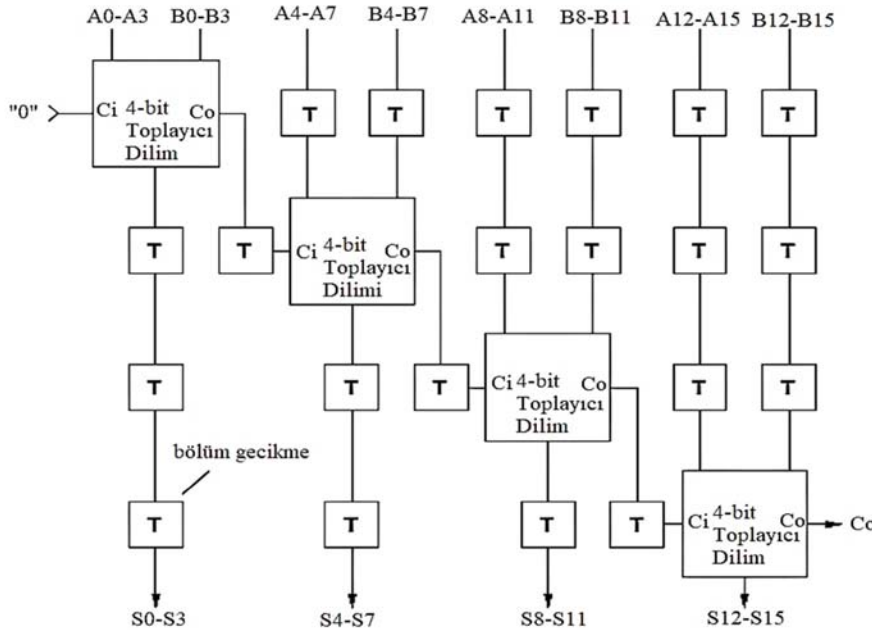 A0-A3 B0-B3 A4-A7 B4-B7 A8-A11 B8-B11 A12-A15 B12-B15
"0" Ci 4-bit Co
Toplayıcı
Dilim
T T T T T T
T T T T T T
Ci 4-bit Co
Toplayıcı
Dilimi
T T T T T
Ci 4-bit Co
Toplayıcı
Dilim
bölüm gecikme
T T T T
Ci 4-bit Co Co
Toplayıcı
Dilim
S0-S3 S4-S7 S8-S11 S12-S15